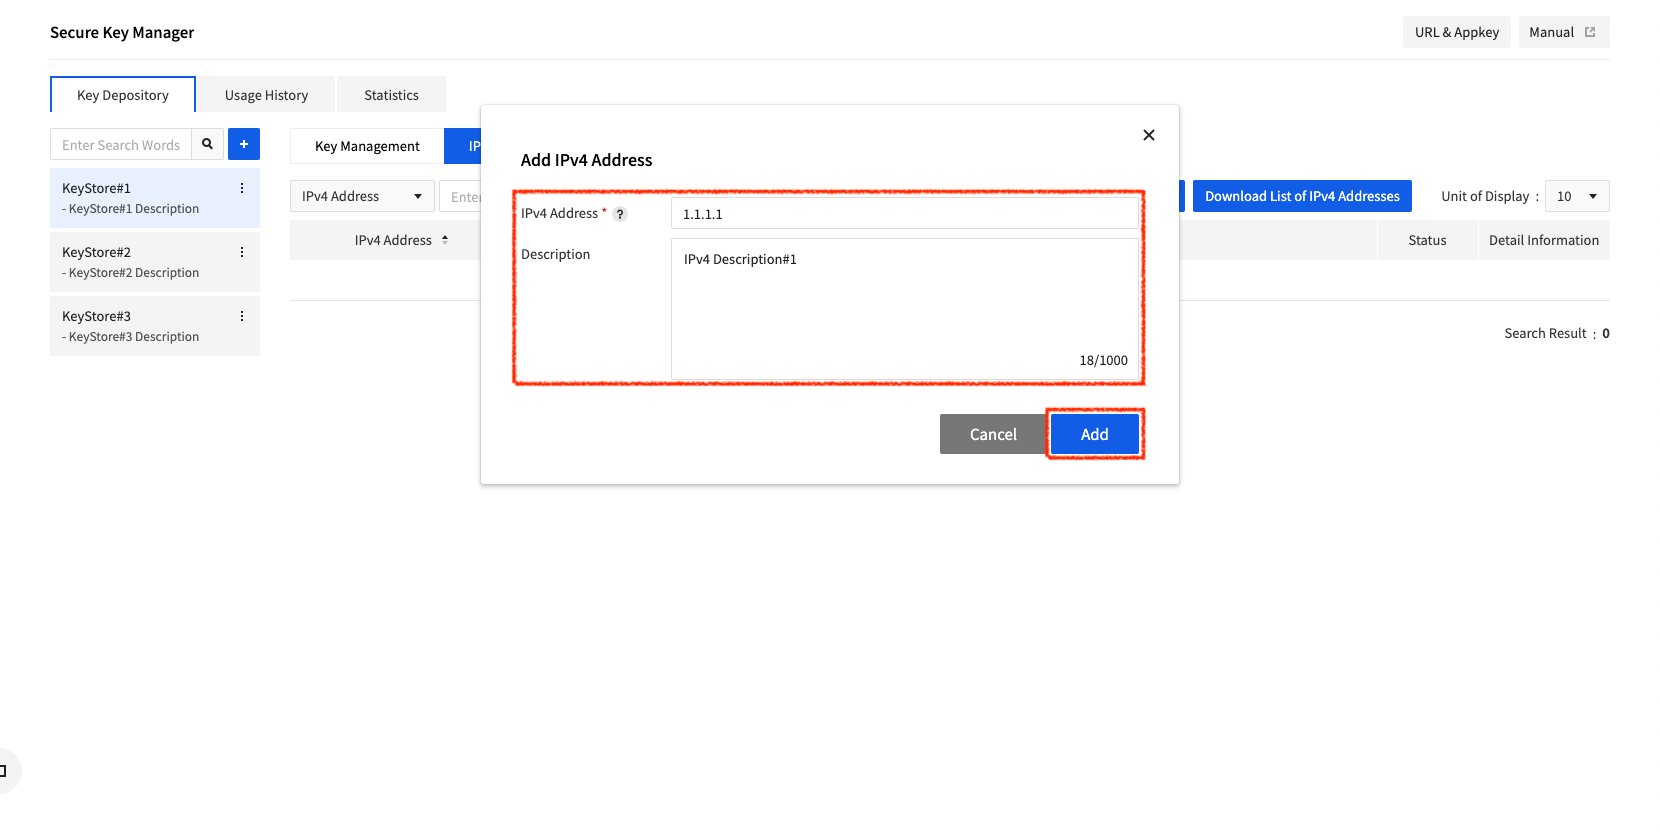 Secure Key Manager
URL & Appkey
Manual
Key Depository
Usage History
Statistics
Enter Search Words
+
KeyStore#1
- KeyStore#1 Description
KeyStore#2
- KeyStore#2 Description
KeyStore#3
- KeyStore#3 Description
Key Management
IP
IPv4 Address
Enter
Download List of IPv4 Addresses
Unit of Display :
10
IPv4 Address
Status
Detail Information
Search Result : 0
Add IPv4 Address
IPv4 Address * ?
1.1.1.1
Description
IPv4 Description#1
18/1000
Cancel
Add